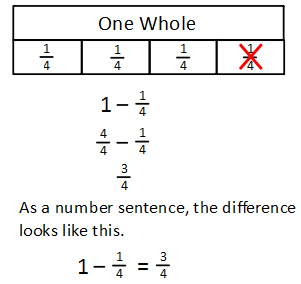 One Whole
1/4 1/4 1/4 1/4
1 − 1/4
4/4 − 1/4
3/4
As a number sentence, the difference
looks like this.
1 − 1/4 = 3/4